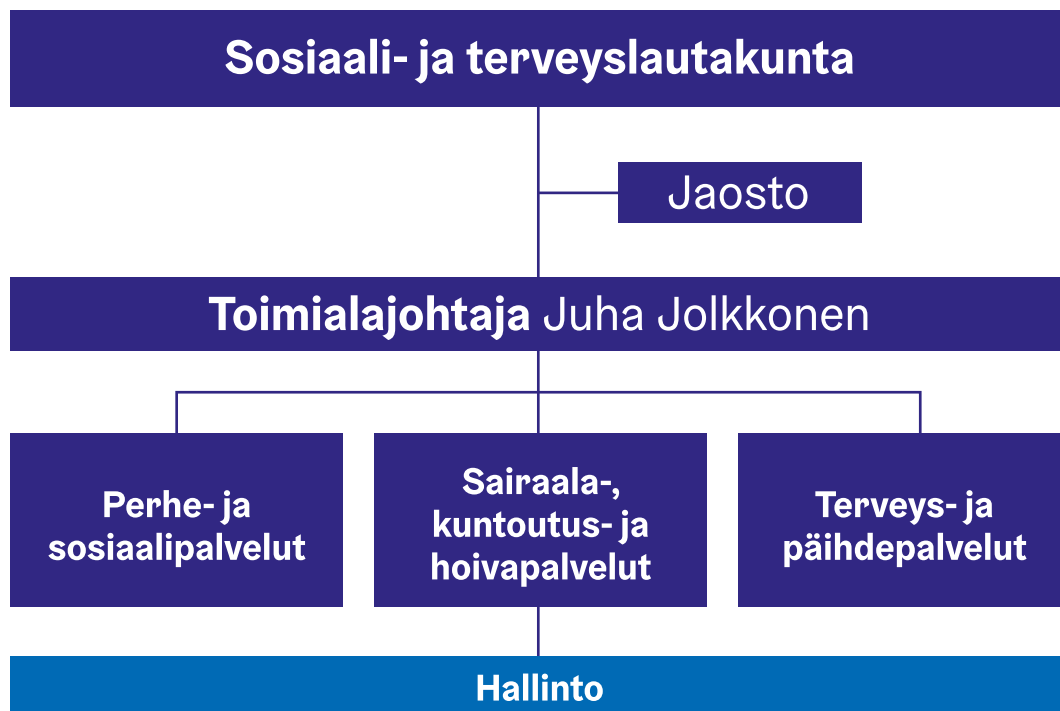 Sosiaali- ja terveyslautakunta
Jaosto
Toimialajohtaja Juha Jolkkonen
Perhe- ja
sosiaalipalvelut
Sairaala-,
kuntoutus- ja
hoivapalvelut
Terveys- ja
päihdepalvelut
Hallinto